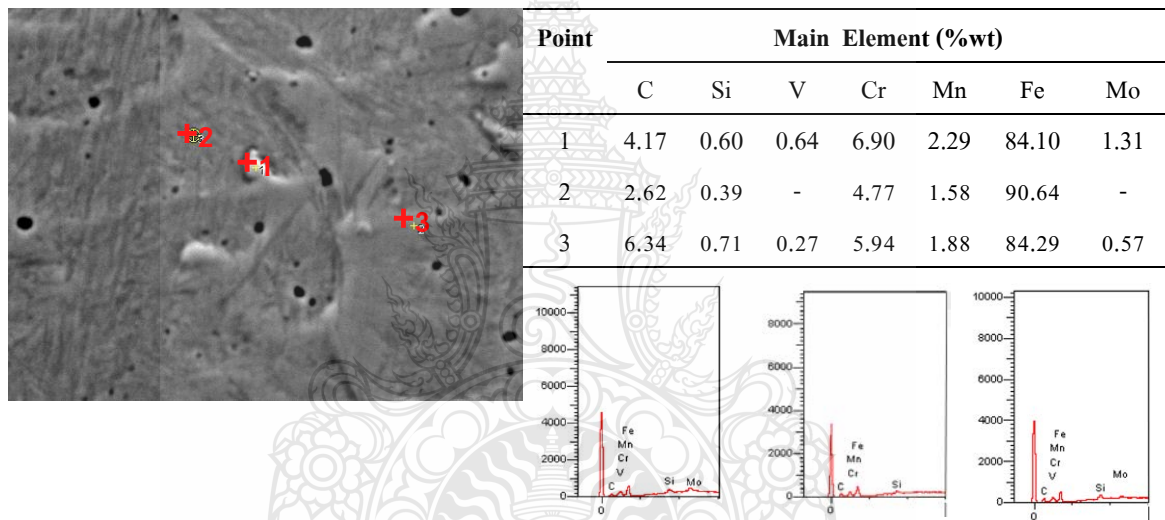 Point Main Element (%wt)
C Si V Cr Mn Fe Mo
1 4.17 0.60 0.64 6.90 2.29 84.10 1.31
2 2.62 0.39 - 4.77 1.58 90.64 -
3 6.34 0.71 0.27 5.94 1.88 84.29 0.57
+2
+1
+3
10000
8000
6000
4000
2000
0
Fe
Mn
Cr
V
C Si Mo
0
8000
6000
4000
2000
0
Fe
Mn
Cr
C Si
0
10000
8000
6000
4000
2000
0
Fe
Mn
Cr
V
C Si Mo
0